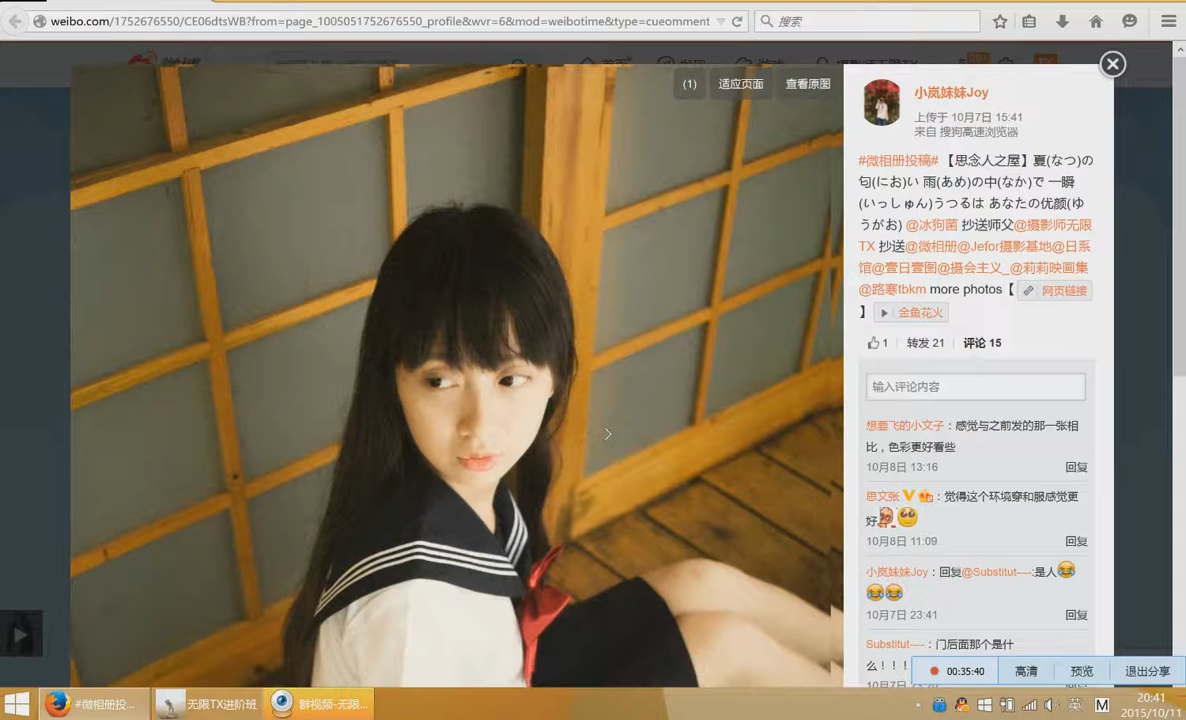 weibo.com/1752676550/CE06dtsWB?from=page_1005051752676550_profile&wvr=6&mod=weibotime&type=cueomment
搜索
(1)
适应页面
查看原图
小岚妹妹Joy
上传于 10月7日 15:41
来自 搜狗高速浏览器
#微相册投稿# 【思念人之屋】夏(なつ)の
匂(にお)い 雨(あめ)の中(なか)で 一瞬
(いっしゅん)うつるは あなたの优颜(ゆ
うがお) @冰狗菌 抄送师父@摄影师无限
TX 抄送@微相册@Jefor摄影基地@日系
馆@壹日壹图@摄会主义_@莉莉映画集
@路寒tbkm more photos【 网页链接
】 金鱼花火
1 转发 21 评论 15
输入评论内容
想要飞的小文子：感觉与之前发的那一张相
比，色彩更好看些
10月8日 13:16 回复
思文张：觉得这个环境穿和服感觉更
好
10月8日 11:09 回复
小岚妹妹Joy：回复@Substitut----:是人
10月7日 23:41 回复
Substitut----：门后面那个是什
么！！！
00:35:40 高清 预览 退出分享
#微相册投...
无限TX进阶班
群视频-无限...
英 M
20:41
2015/10/11